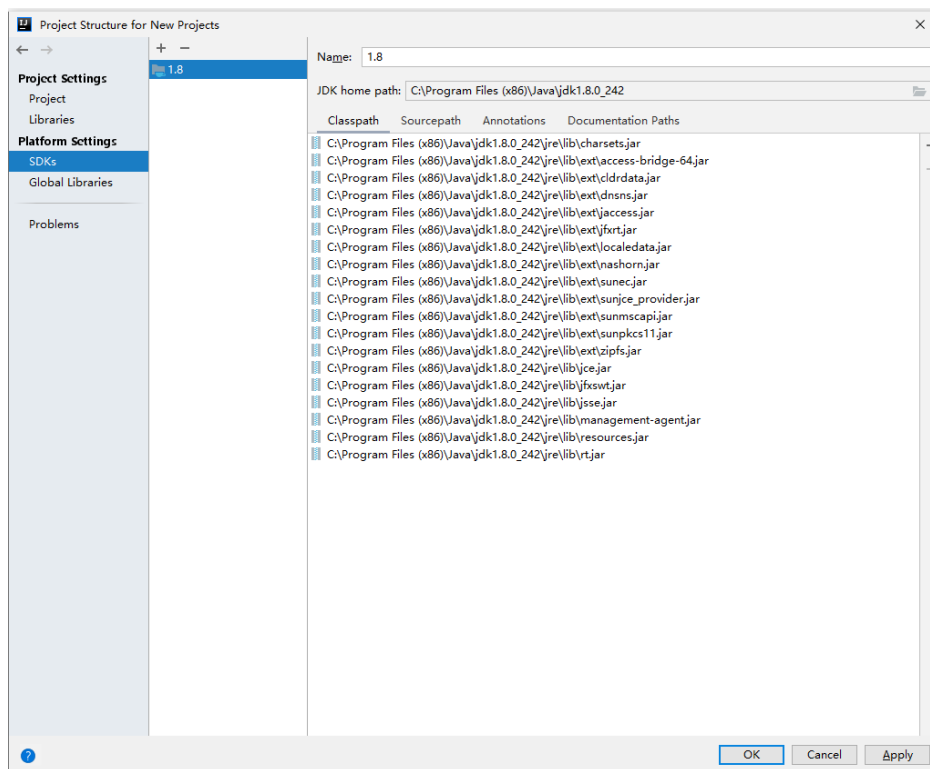 Project Structure for New Projects
Project Settings
Project
Libraries
Platform Settings
SDKs
Global Libraries
Problems
1.8
Name: 1.8
JDK home path: C:\Program Files (x86)\Java\jdk1.8.0_242
Classpath Sourcepath Annotations Documentation Paths
C:\Program Files (x86)\Java\jdk1.8.0_242\jre\lib\charsets.jar
C:\Program Files (x86)\Java\jdk1.8.0_242\jre\lib\ext\access-bridge-64.jar
C:\Program Files (x86)\Java\jdk1.8.0_242\jre\lib\ext\cldrdata.jar
C:\Program Files (x86)\Java\jdk1.8.0_242\jre\lib\ext\dnsns.jar
C:\Program Files (x86)\Java\jdk1.8.0_242\jre\lib\ext\jaccess.jar
C:\Program Files (x86)\Java\jdk1.8.0_242\jre\lib\ext\jfxrt.jar
C:\Program Files (x86)\Java\jdk1.8.0_242\jre\lib\ext\localedata.jar
C:\Program Files (x86)\Java\jdk1.8.0_242\jre\lib\ext\nashorn.jar
C:\Program Files (x86)\Java\jdk1.8.0_242\jre\lib\ext\sunec.jar
C:\Program Files (x86)\Java\jdk1.8.0_242\jre\lib\ext\sunjce_provider.jar
C:\Program Files (x86)\Java\jdk1.8.0_242\jre\lib\ext\sunmscapi.jar
C:\Program Files (x86)\Java\jdk1.8.0_242\jre\lib\ext\sunpkcs11.jar
C:\Program Files (x86)\Java\jdk1.8.0_242\jre\lib\ext\zipfs.jar
C:\Program Files (x86)\Java\jdk1.8.0_242\jre\lib\jce.jar
C:\Program Files (x86)\Java\jdk1.8.0_242\jre\lib\jfxswt.jar
C:\Program Files (x86)\Java\jdk1.8.0_242\jre\lib\jsse.jar
C:\Program Files (x86)\Java\jdk1.8.0_242\jre\lib\management-agent.jar
C:\Program Files (x86)\Java\jdk1.8.0_242\jre\lib\resources.jar
C:\Program Files (x86)\Java\jdk1.8.0_242\jre\lib\rt.jar
OK Cancel Apply